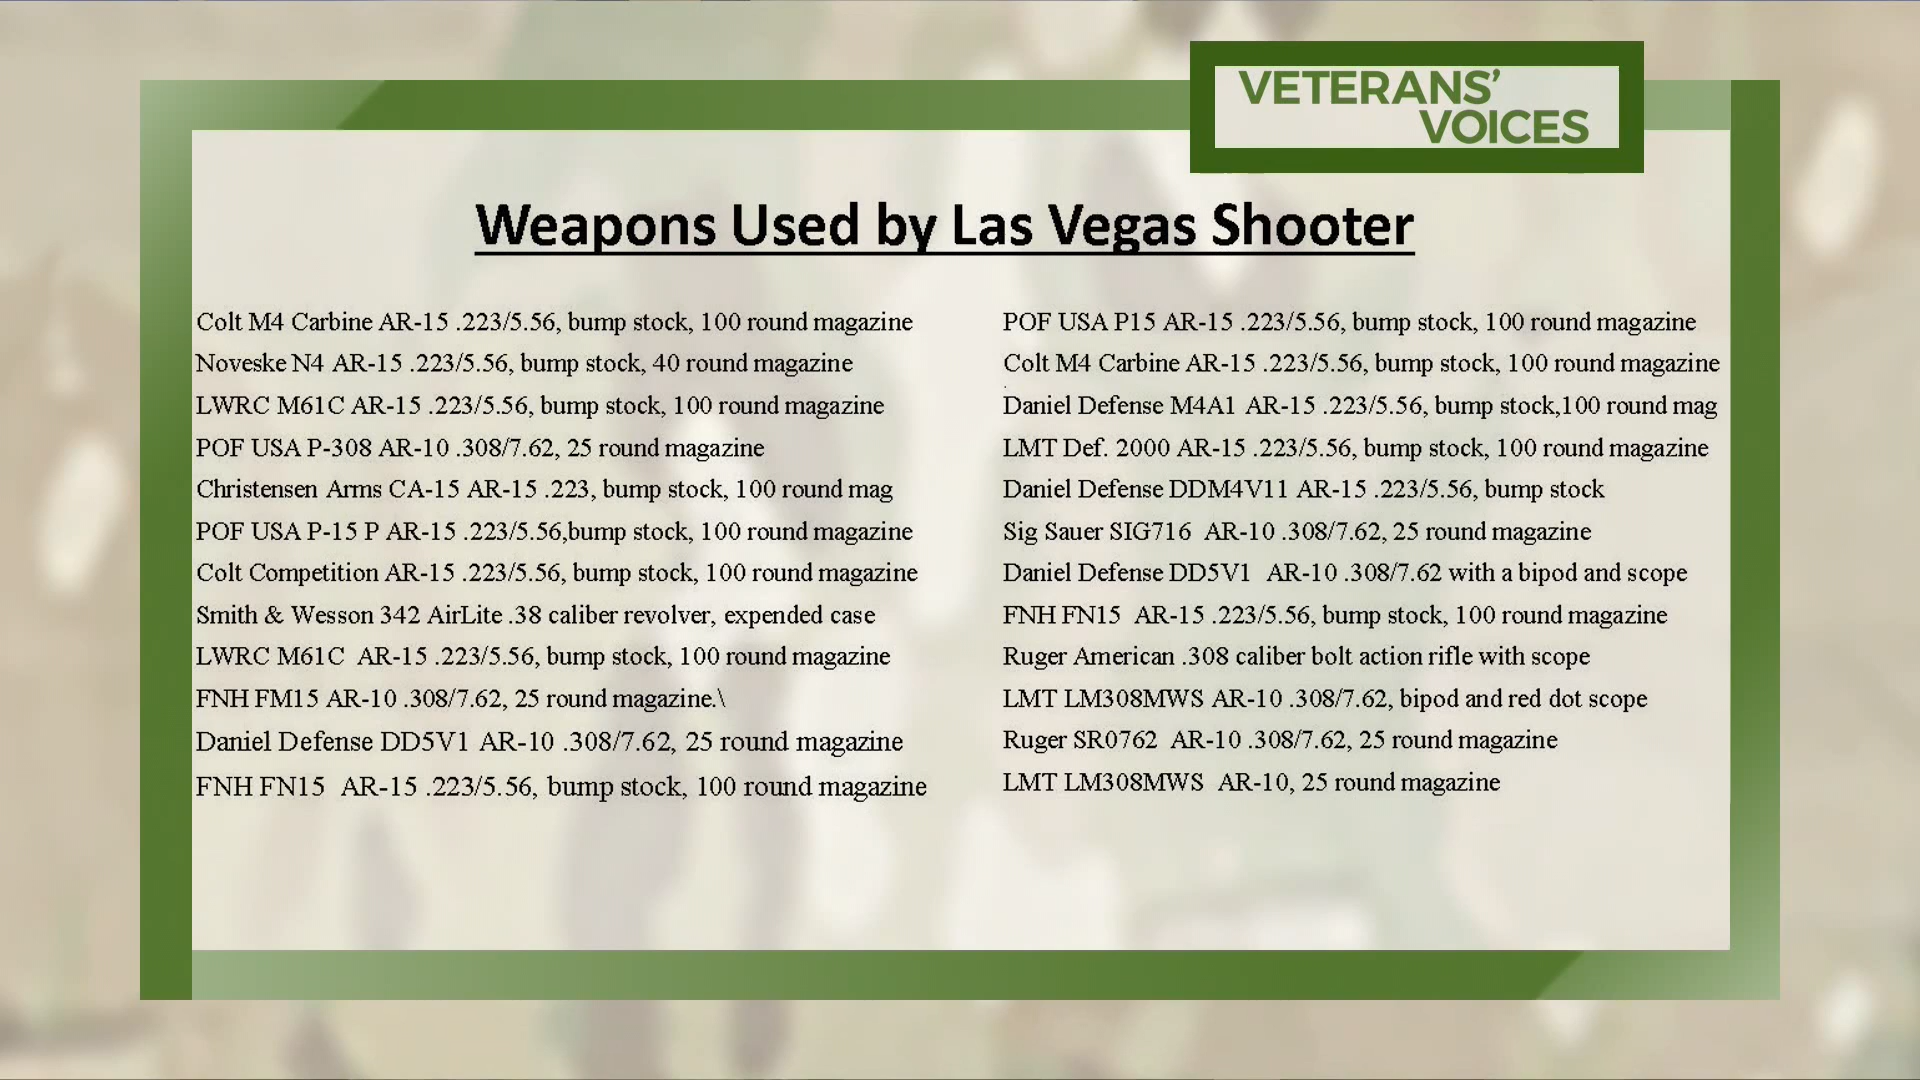 VETERANS'
VOICES
Weapons Used by Las Vegas Shooter
Colt M4 Carbine AR-15 .223/5.56, bump stock, 100 round magazine
Noveske N4 AR-15 .223/5.56, bump stock, 40 round magazine
LWRC M61C AR-15 .223/5.56, bump stock, 100 round magazine
POF USA P-308 AR-10 .308/7.62, 25 round magazine
Christensen Arms CA-15 AR-15 .223, bump stock, 100 round mag
POF USA P-15 P AR-15 .223/5.56,bump stock, 100 round magazine
Colt Competition AR-15 .223/5.56, bump stock, 100 round magazine
Smith & Wesson 342 AirLite .38 caliber revolver, expended case
LWRC M61C  AR-15 .223/5.56, bump stock, 100 round magazine
FNH FM15 AR-10 .308/7.62, 25 round magazine.\
Daniel Defense DD5V1 AR-10 .308/7.62, 25 round magazine
FNH FN15  AR-15 .223/5.56, bump stock, 100 round magazine
POF USA P15 AR-15 .223/5.56, bump stock, 100 round magazine
Colt M4 Carbine AR-15 .223/5.56, bump stock, 100 round magazine
Daniel Defense M4A1 AR-15 .223/5.56, bump stock,100 round mag
LMT Def. 2000 AR-15 .223/5.56, bump stock, 100 round magazine
Daniel Defense DDM4V11 AR-15 .223/5.56, bump stock
Sig Sauer SIG716  AR-10 .308/7.62, 25 round magazine
Daniel Defense DD5V1  AR-10 .308/7.62 with a bipod and scope
FNH FN15  AR-15 .223/5.56, bump stock, 100 round magazine
Ruger American .308 caliber bolt action rifle with scope
LMT LM308MWS AR-10 .308/7.62, bipod and red dot scope
Ruger SR0762  AR-10 .308/7.62, 25 round magazine
LMT LM308MWS  AR-10, 25 round magazine